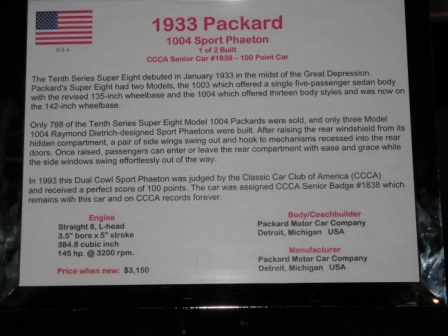 1933 Packard
1004 Sport Phaeton
1 of 2 Built
CCCA Senior Car #1838 - 100 Point Car
U S A
The Tenth Series Super Eight debuted in January 1933 in the midst of the Great Depression.
Packard's Super Eight had two Models, the 1003 which offered a single five-passenger sedan body
with the revised 135-inch wheelbase and the 1004 which offered thirteen body styles and was now on
the 142-inch wheelbase.
Only 788 of the Tenth Series Super Eight Model 1004 Packards were sold, and only three Model
1004 Raymond Dietrich-designed Sport Phaetons were built. After raising the rear windshield from its
hidden compartment, a pair of side wings swing out and hook to mechanisms recessed into the rear
doors. Once raised, passengers can enter or leave the rear compartment with ease and grace while
the side windows swing effortlessly out of the way.
In 1993 this Dual Cowl Sport Phaeton was judged by the Classic Car Club of America (CCCA)
and received a perfect score of 100 points. The car was assigned CCCA Senior Badge #1838 which
remains with this car and on CCCA records forever.
Engine
Straight 8, L-head
3.5" bore x 5" stroke
384.8 cubic inch
145 hp. @ 3200 rpm.
Price when new: $3,150
Body/Coachbuilder
Packard Motor Car Company
Detroit, Michigan USA
Manufacturer
Packard Motor Car Company
Detroit, Michigan USA